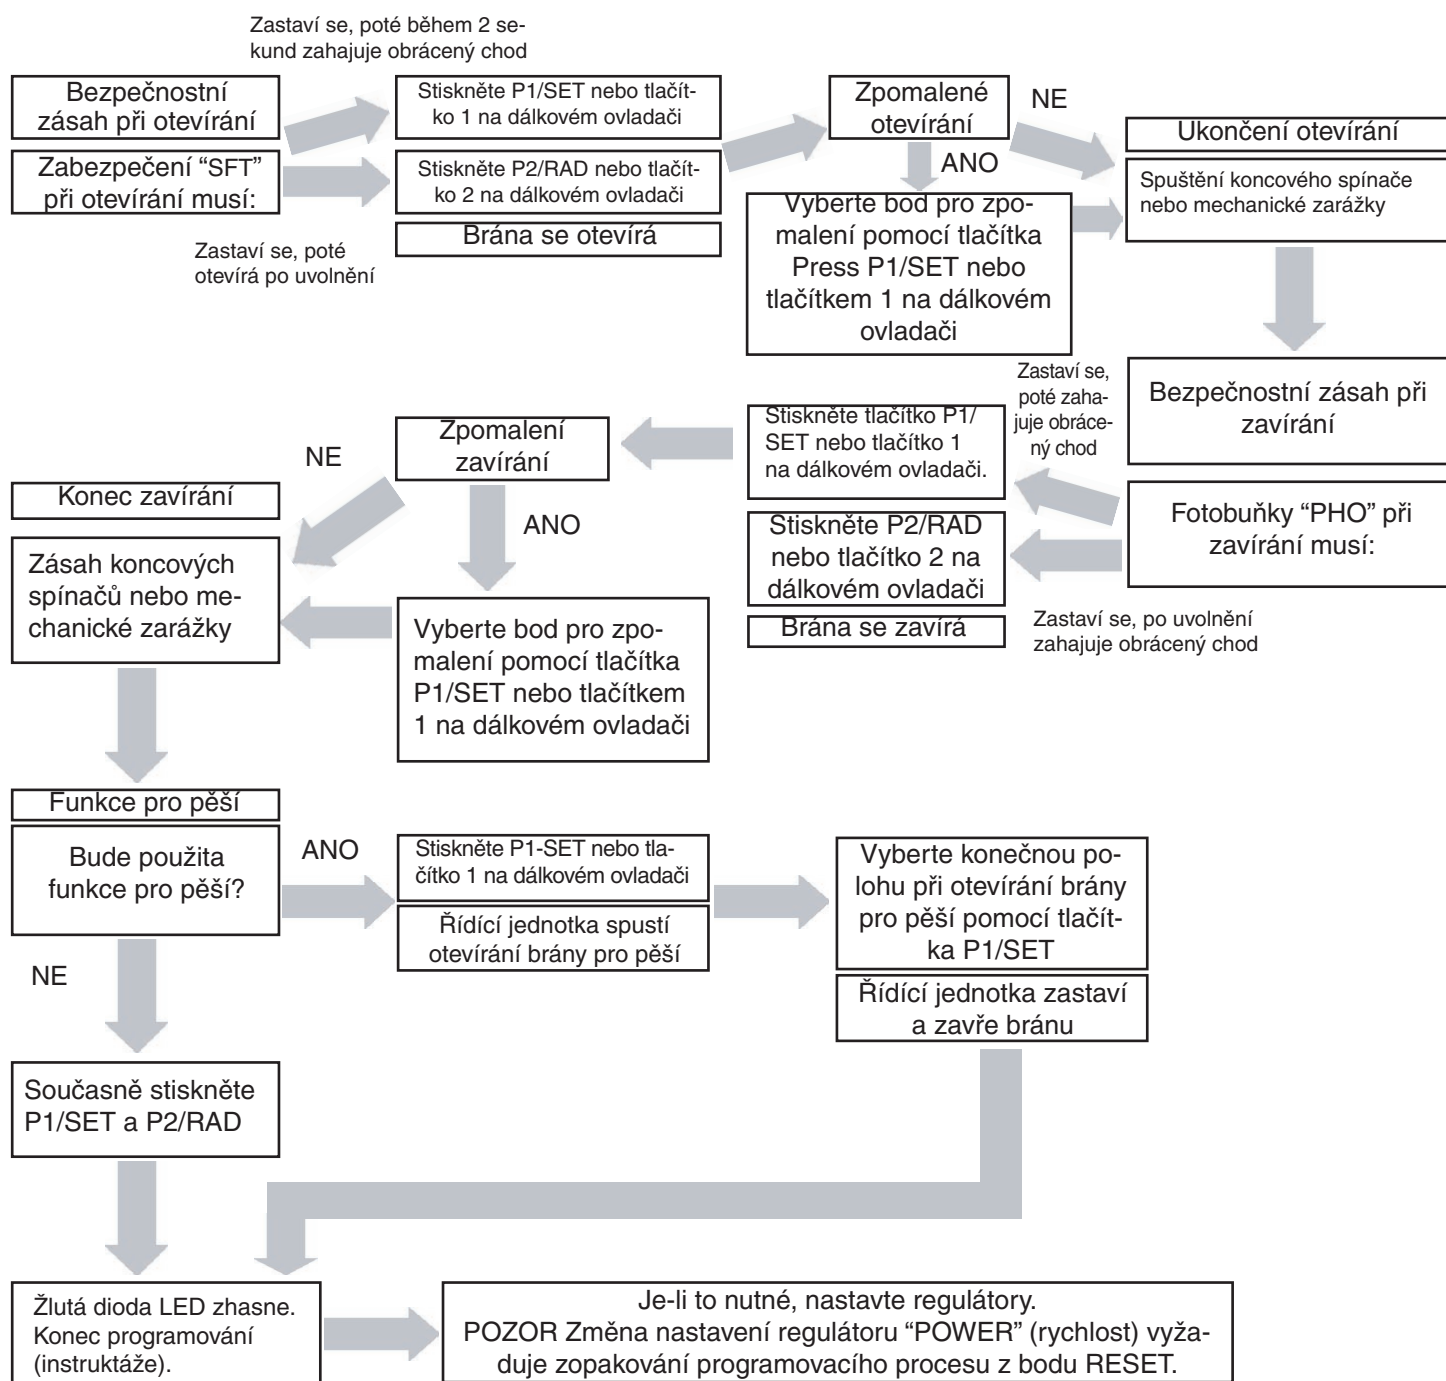 Zastaví se, poté během 2 se-
kund zahajuje obrácený chod
Bezpečnostní
zásah při otevírání
Zabezpečení “SFT”
při otevírání musí:
Zastaví se, poté
otevírá po uvolnění
Stiskněte P1/SET nebo tlačít-
ko 1 na dálkovém ovladači
Stiskněte P2/RAD nebo tlačít-
ko 2 na dálkovém ovladači
Brána se otevírá
Zpomalené
otevírání
NE
ANO
Vyberte bod pro zpo-
malení pomocí tlačítka
Press P1/SET nebo
tlačítkem 1 na dálkovém
ovladači
Ukončení otevírání
Spuštění koncového spínače
nebo mechanické zarážky
Bezpečnostní zásah při
zavírání
Fotobuňky “PHO” při
zavírání musí:
Zastaví se,
poté zaha-
juje obráce-
ný chod
Stiskněte tlačítko P1/
SET nebo tlačítko 1
na dálkovém ovladači.
Stiskněte P2/RAD
nebo tlačítko 2 na
dálkovém ovladači
Brána se zavírá
Zastaví se, po uvolnění
zahajuje obrácený chod
Zpomalení
zavírání
NE
ANO
Vyberte bod pro zpo-
malení pomocí tlačítka
P1/SET nebo tlačítkem
1 na dálkovém ovladači
Konec zavírání
Zásah koncových
spínačů nebo me-
chanické zarážky
Funkce pro pěší
Bude použita
funkce pro pěší?
ANO
NE
Stiskněte P1-SET nebo tla-
čítko 1 na dálkovém ovladači
Řídící jednotka spustí
otevírání brány pro pěší
Vyberte konečnou po-
lohu při otevírání brány
pro pěší pomocí tlačít-
ka P1/SET
Řídící jednotka zastaví
a zavře bránu
Současně stiskněte
P1/SET a P2/RAD
Žlutá dioda LED zhasne.
Konec programování
(instruktáže).
Je-li to nutné, nastavte regulátory.
POZOR Změna nastavení regulátoru “POWER” (rychlost) vyža-
duje zopakování programovacího procesu z bodu RESET.